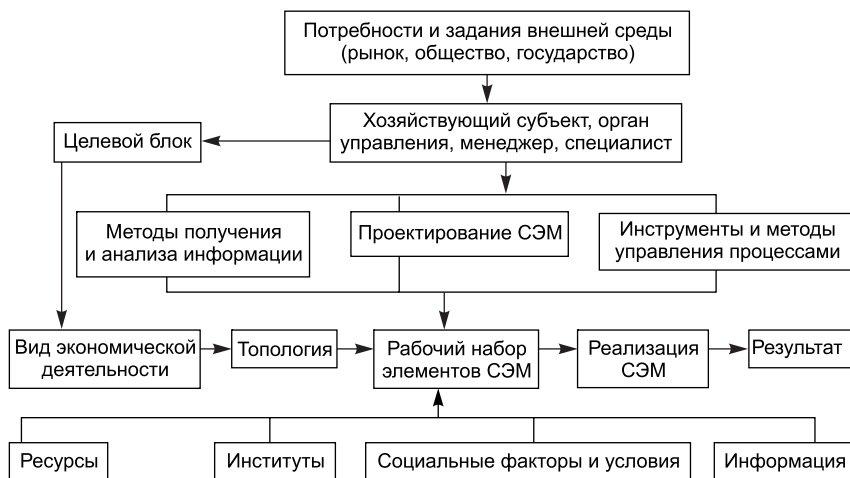 Потребности и задания внешней среды
(рынок, общество, государство)
Хозяйствующий субъект, орган
управления, менеджер, специалист
Целевой блок
Методы получения
и анализа информации
Проектирование СЭМ
Инструменты и методы
управления процессами
Вид экономической
деятельности
Топология
Рабочий набор
элементов СЭМ
Реализация
СЭМ
Результат
Ресурсы
Институты
Социальные факторы и условия
Информация